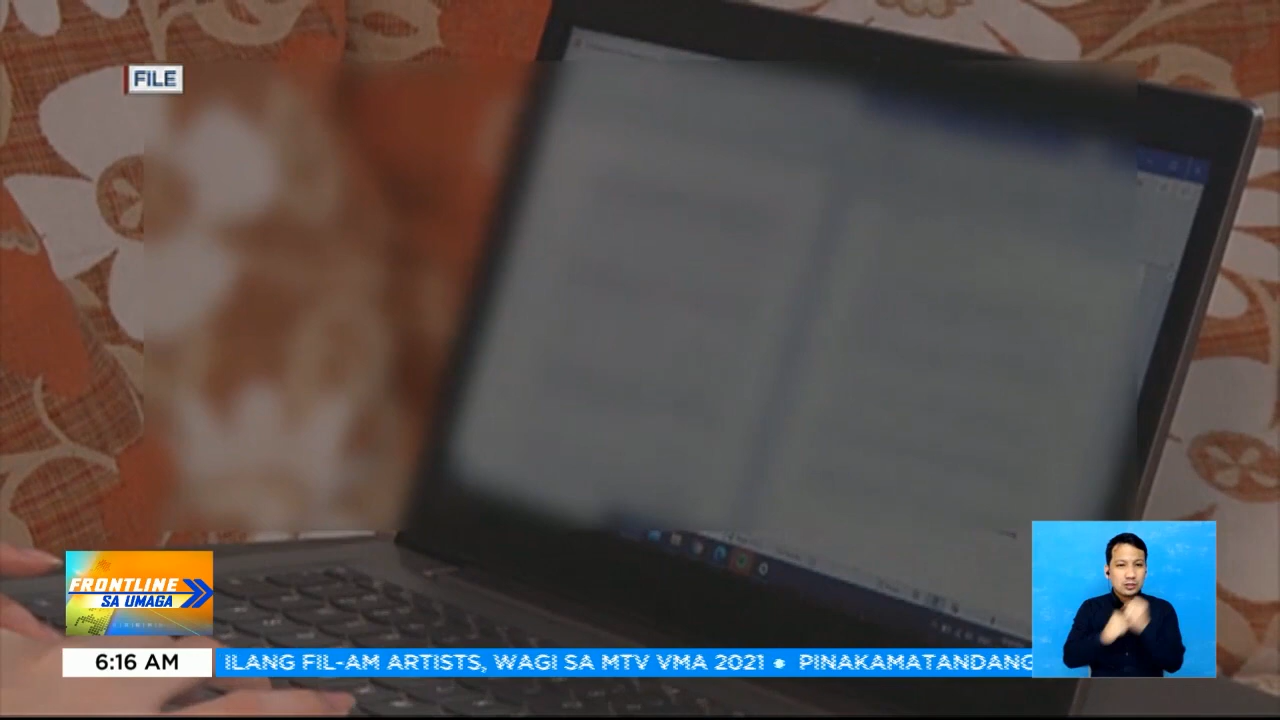 FILE
FRONTLINE
SA UMAGA
6:16 AM
ILANG FIL-AM ARTISTS, WAGI SA MTV VMA 2021 • PINAKAMATANDANG